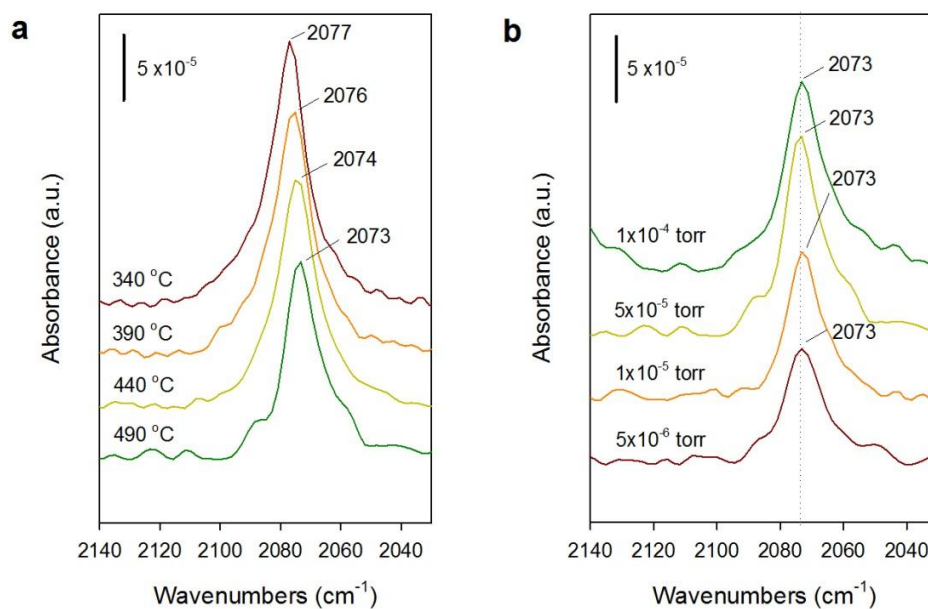 a
5 x10⁻⁵
2077
2076
2074
2073
340 °C
390 °C
440 °C
490 °C
Absorbance (a.u.)
2140 2120 2100 2080 2060 2040
Wavenumbers (cm⁻¹)
b
5 x10⁻⁵
2073
2073
2073
2073
1x10⁻⁴ torr
5x10⁻⁵ torr
1x10⁻⁵ torr
5x10⁻⁶ torr
Absorbance (a.u.)
2140 2120 2100 2080 2060 2040
Wavenumbers (cm⁻¹)